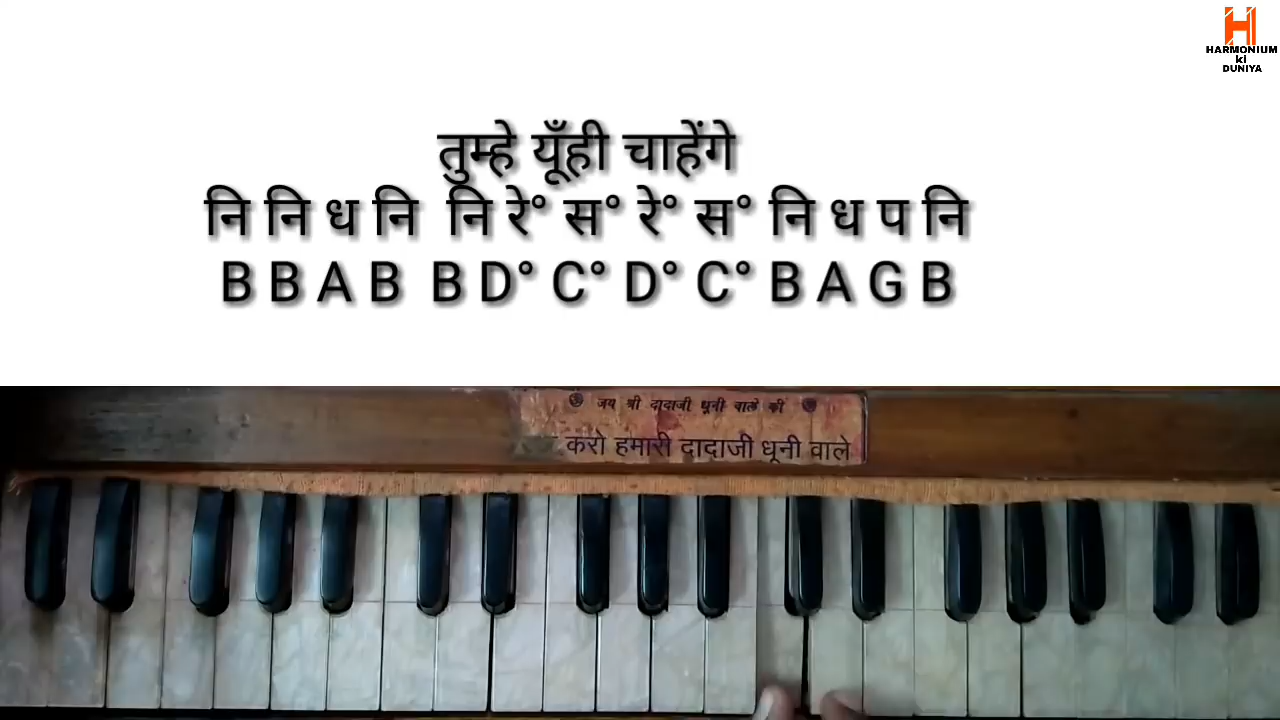 HARMONIUM
ki
DUNIYA
तुम्हे यूँही चाहेंगे
नि नि ध नि नि रे° स° रे° स° नि ध प नि
B B A B B D° C° D° C° B A G B
जय श्री दादाजी धूनी वाले की
करो हमारी दादाजी धूनी वाले